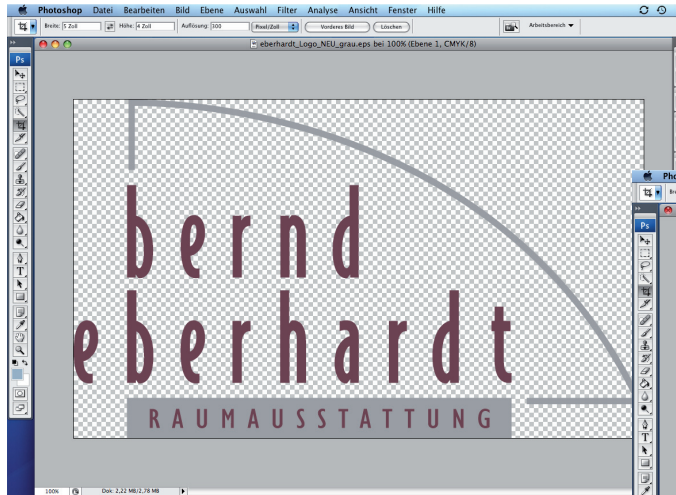 Photoshop Datei Bearbeiten Bild Ebene Auswahl Filter Analyse Ansicht Fenster Hilfe
Breite: 5 Zoll Höhe: 4 Zoll Auflösung: 300 Pixel/Zoll Vorderes Bild Löschen Arbeitsbereich
eberhardt_Logo_NEU_grau.eps bei 100% (Ebene 1, CMYK/8)
Ps
Pho
Bre
Ps
bernd
eberhardt
RAUMAUSSTATTUNG
T
T
100% Dok: 2,22 MB/2,78 MB